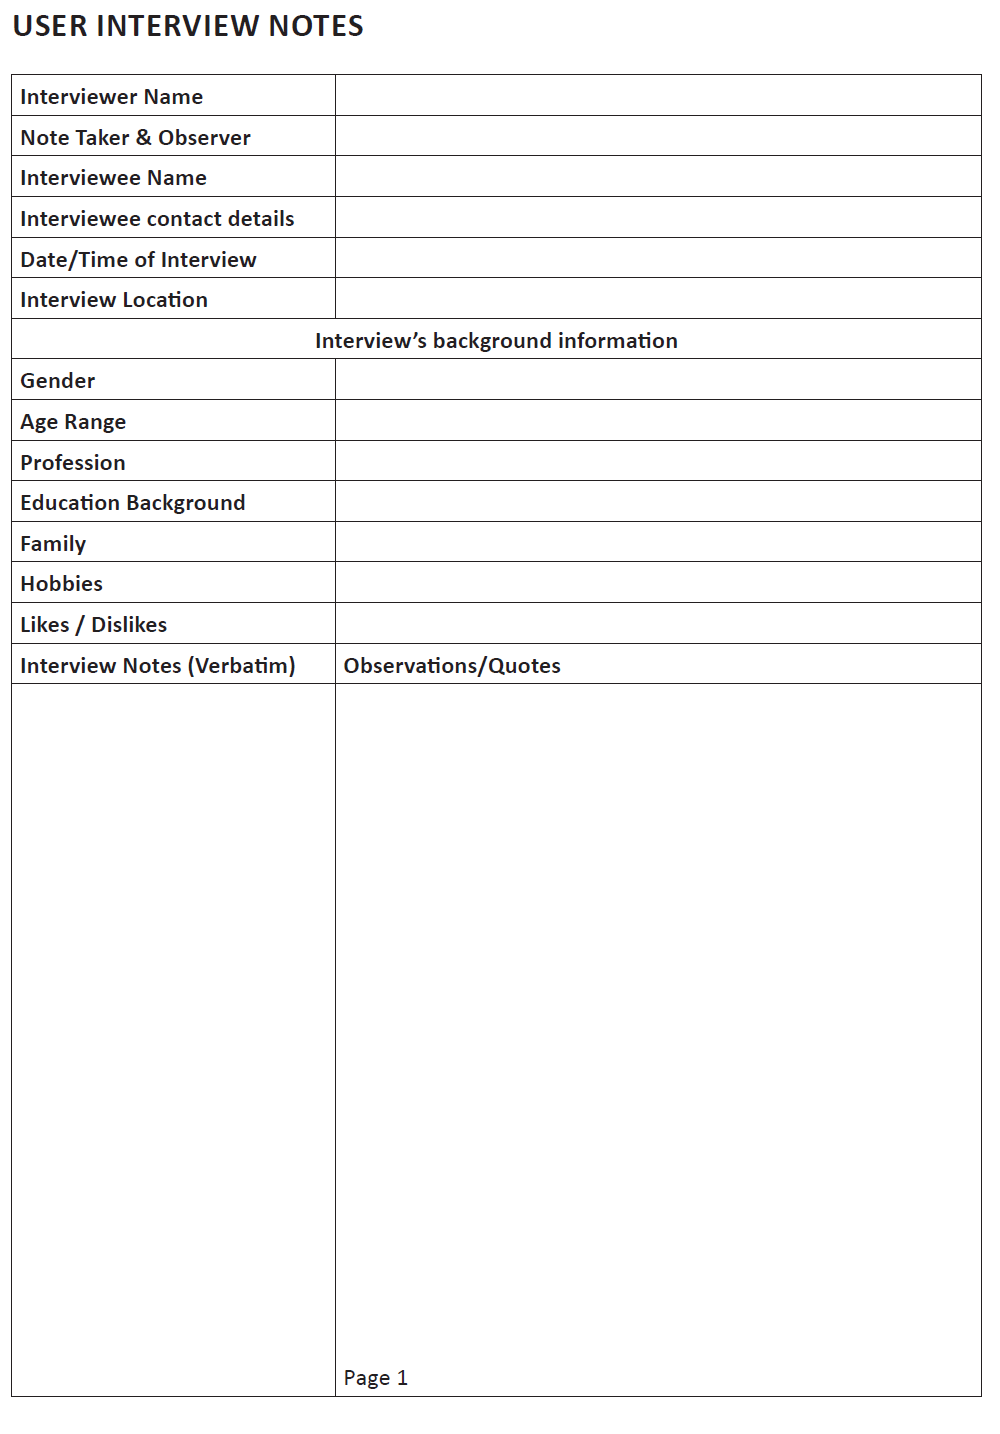 USER INTERVIEW NOTES
Interviewer Name
Note Taker & Observer
Interviewee Name
Interviewee contact details
Date/Time of Interview
Interview Location
Interview’s background information
Gender
Age Range
Profession
Education Background
Family
Hobbies
Likes / Dislikes
Interview Notes (Verbatim) Observations/Quotes
Page 1